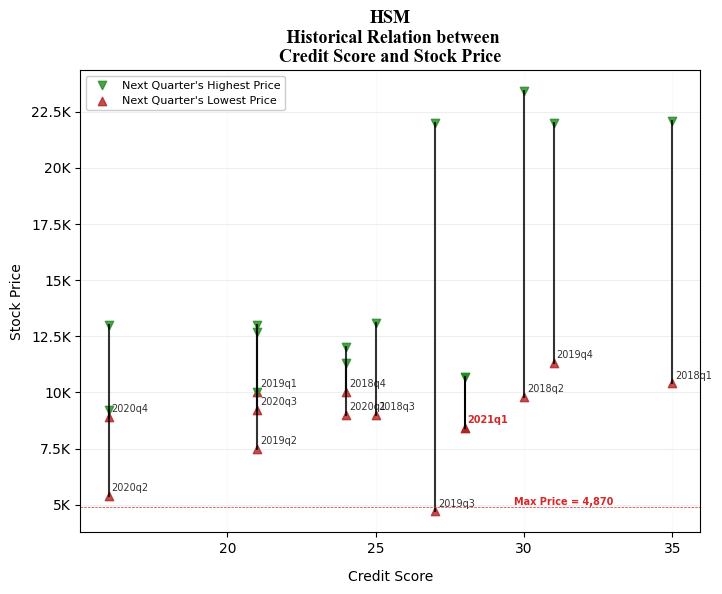 HSM
Historical Relation between
Credit Score and Stock Price
Next Quarter's Highest Price
Next Quarter's Lowest Price
22.5K
20K
17.5K
15K
12.5K
10K
7.5K
5K
Stock Price
2018q1
2019q4
2018q2
2019q1
2018q4
2020q3
2020q4
2018q3
2021q1
2019q2
2020q2
2019q3
Max Price = 4,870
20
25
30
35
Credit Score